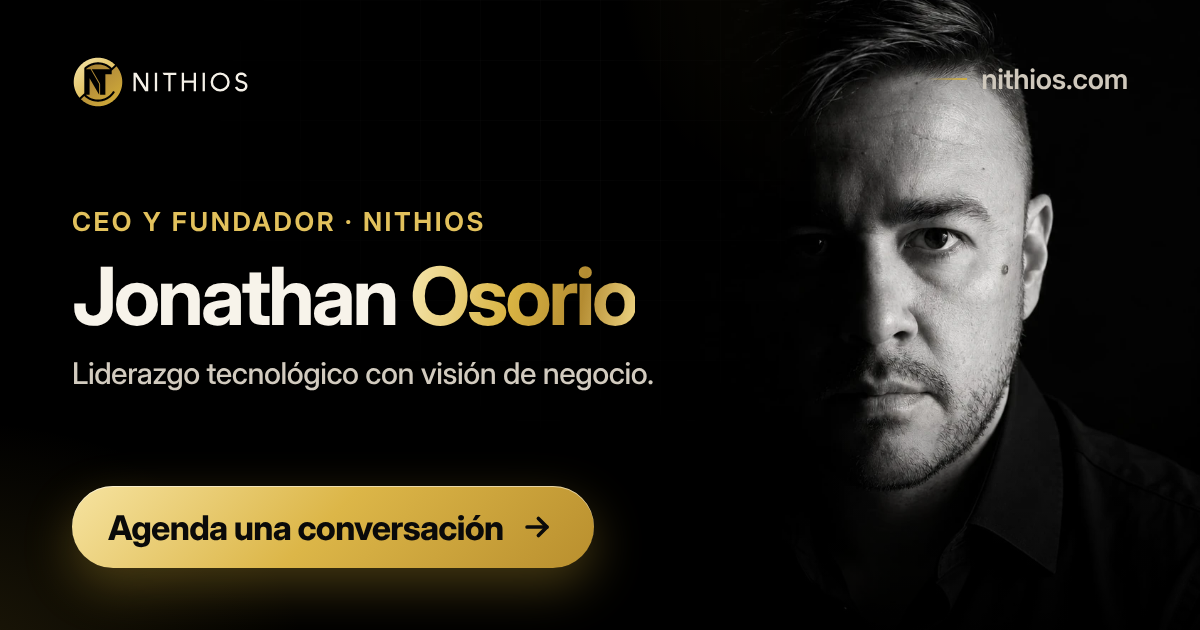 NITHIOS
nithios.com
CEO Y FUNDADOR · NITHIOS
Jonathan Osorio
Liderazgo tecnológico con visión de negocio.
Agenda una conversación →